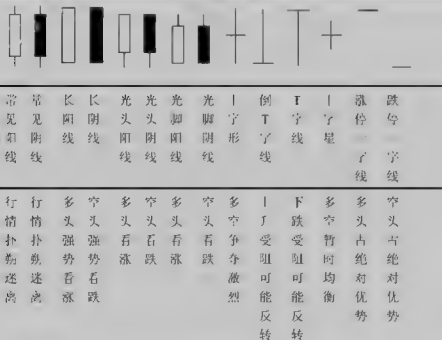 常见阳线
常见阴线
长阳线
长阴线
光头阳线
光头阴线
光脚阳线
光脚阴线
十字形
倒T字线
T字线
十字星
涨停一字线
跌停一字线
行情扑朔迷离
行情扑朔迷离
多头强势看涨
空头强势看跌
多头看涨
空头看跌
多头看涨
空头看跌
多空争夺激烈
上升受阻可能反转
下跌受阻可能反转
多空暂时均衡
多头占绝对优势
空头占绝对优势